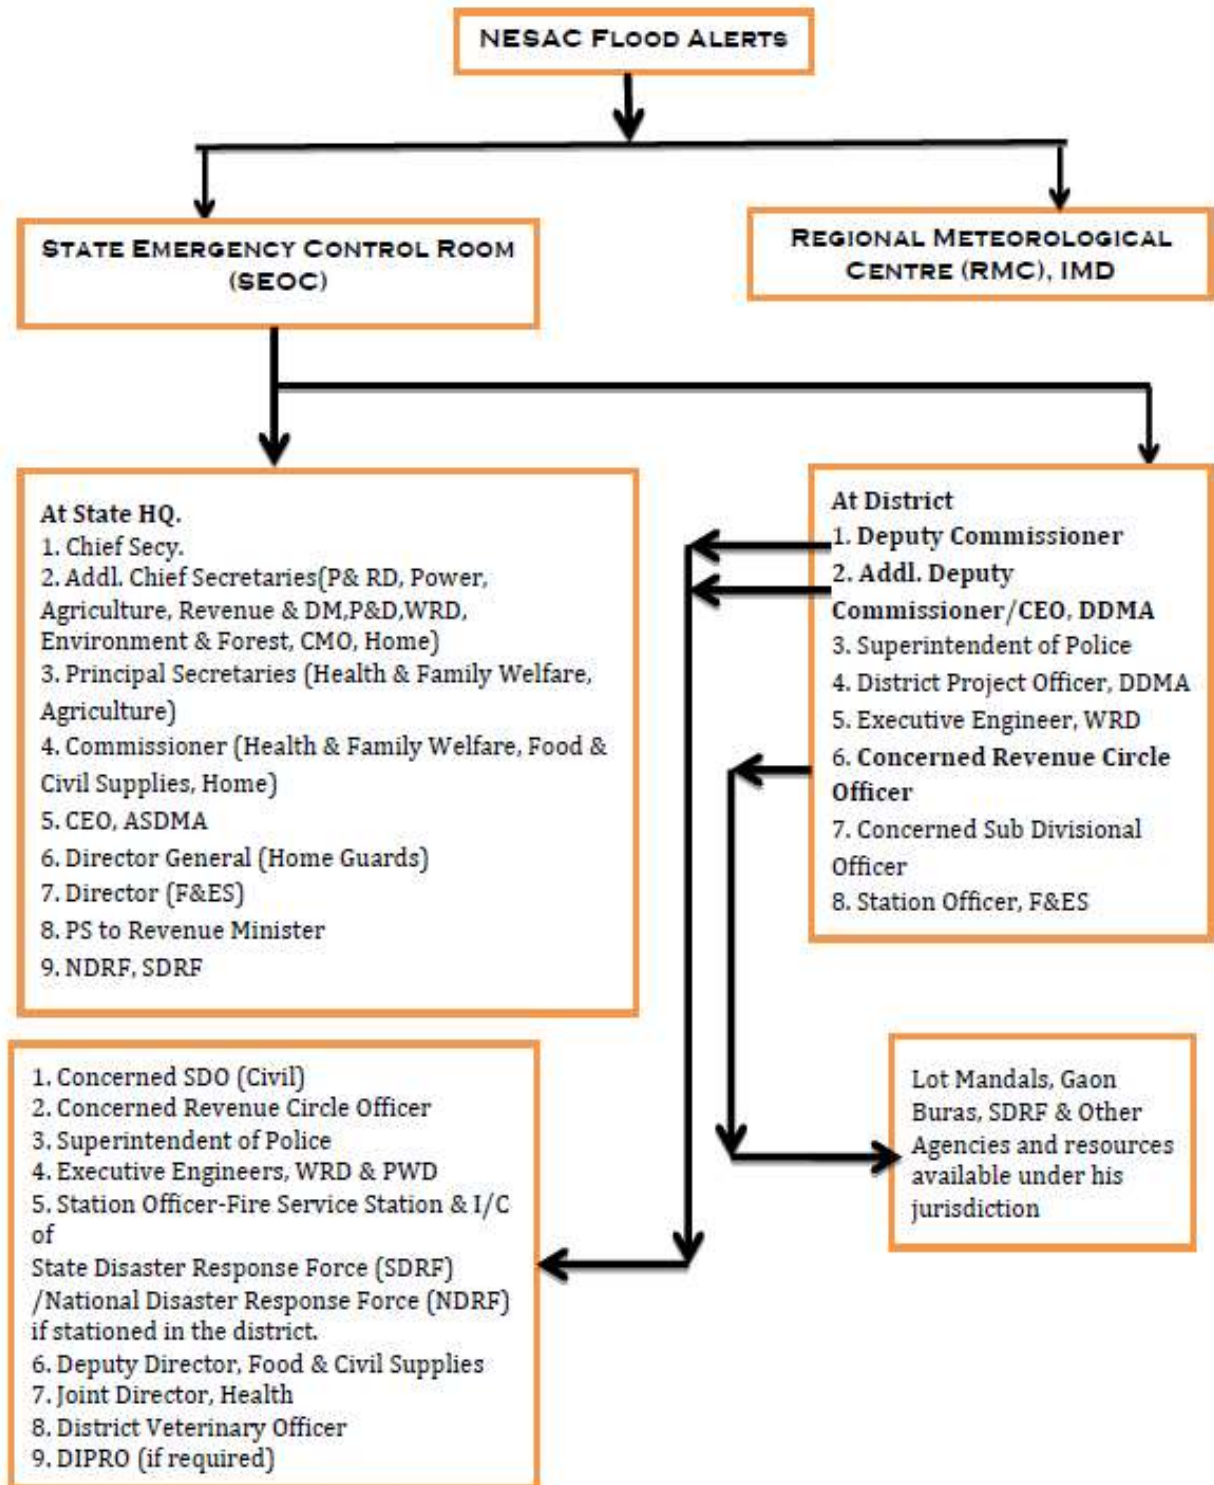 NESAC FLOOD ALERTS
STATE EMERGENCY CONTROL ROOM
(SEOC)
REGIONAL METEOROLOGICAL
CENTRE (RMC), IMD
At State HQ.
1. Chief Secy.
2. Addl. Chief Secretaries(P& RD, Power,
Agriculture, Revenue & DM,P&D,WRD,
Environment & Forest, CMO, Home)
3. Principal Secretaries (Health & Family Welfare,
Agriculture)
4. Commissioner (Health & Family Welfare, Food &
Civil Supplies, Home)
5. CEO, ASDMA
6. Director General (Home Guards)
7. Director (F&ES)
8. PS to Revenue Minister
9. NDRF, SDRF
At District
1. Deputy Commissioner
2. Addl. Deputy
Commissioner/CEO, DDMA
3. Superintendent of Police
4. District Project Officer, DDMA
5. Executive Engineer, WRD
6. Concerned Revenue Circle
Officer
7. Concerned Sub Divisional
Officer
8. Station Officer, F&ES
1. Concerned SDO (Civil)
2. Concerned Revenue Circle Officer
3. Superintendent of Police
4. Executive Engineers, WRD & PWD
5. Station Officer-Fire Service Station & I/C
of
State Disaster Response Force (SDRF)
/National Disaster Response Force (NDRF)
if stationed in the district.
6. Deputy Director, Food & Civil Supplies
7. Joint Director, Health
8. District Veterinary Officer
9. DIPRO (if required)
Lot Mandals, Gaon
Buras, SDRF & Other
Agencies and resources
available under his
jurisdiction